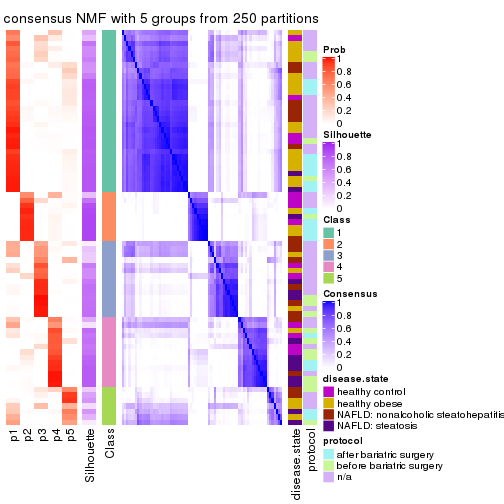 consensus NMF with 5 groups from 250 partitions
Prob
1
0.8
0.6
0.4
0.2
0
Silhouette
1
0.8
0.6
0.4
0.2
0
Class
1
2
3
4
5
Consensus
1
0.8
0.6
0.4
0.2
0
disease.state
healthy control
healthy obese
NAFLD: nonalcoholic steatohepatitis
NAFLD: steatosis
protocol
after bariatric surgery
before bariatric surgery
n/a
p1
p2
p3
p4
p5
Silhouette
Class
disease.state
protocol